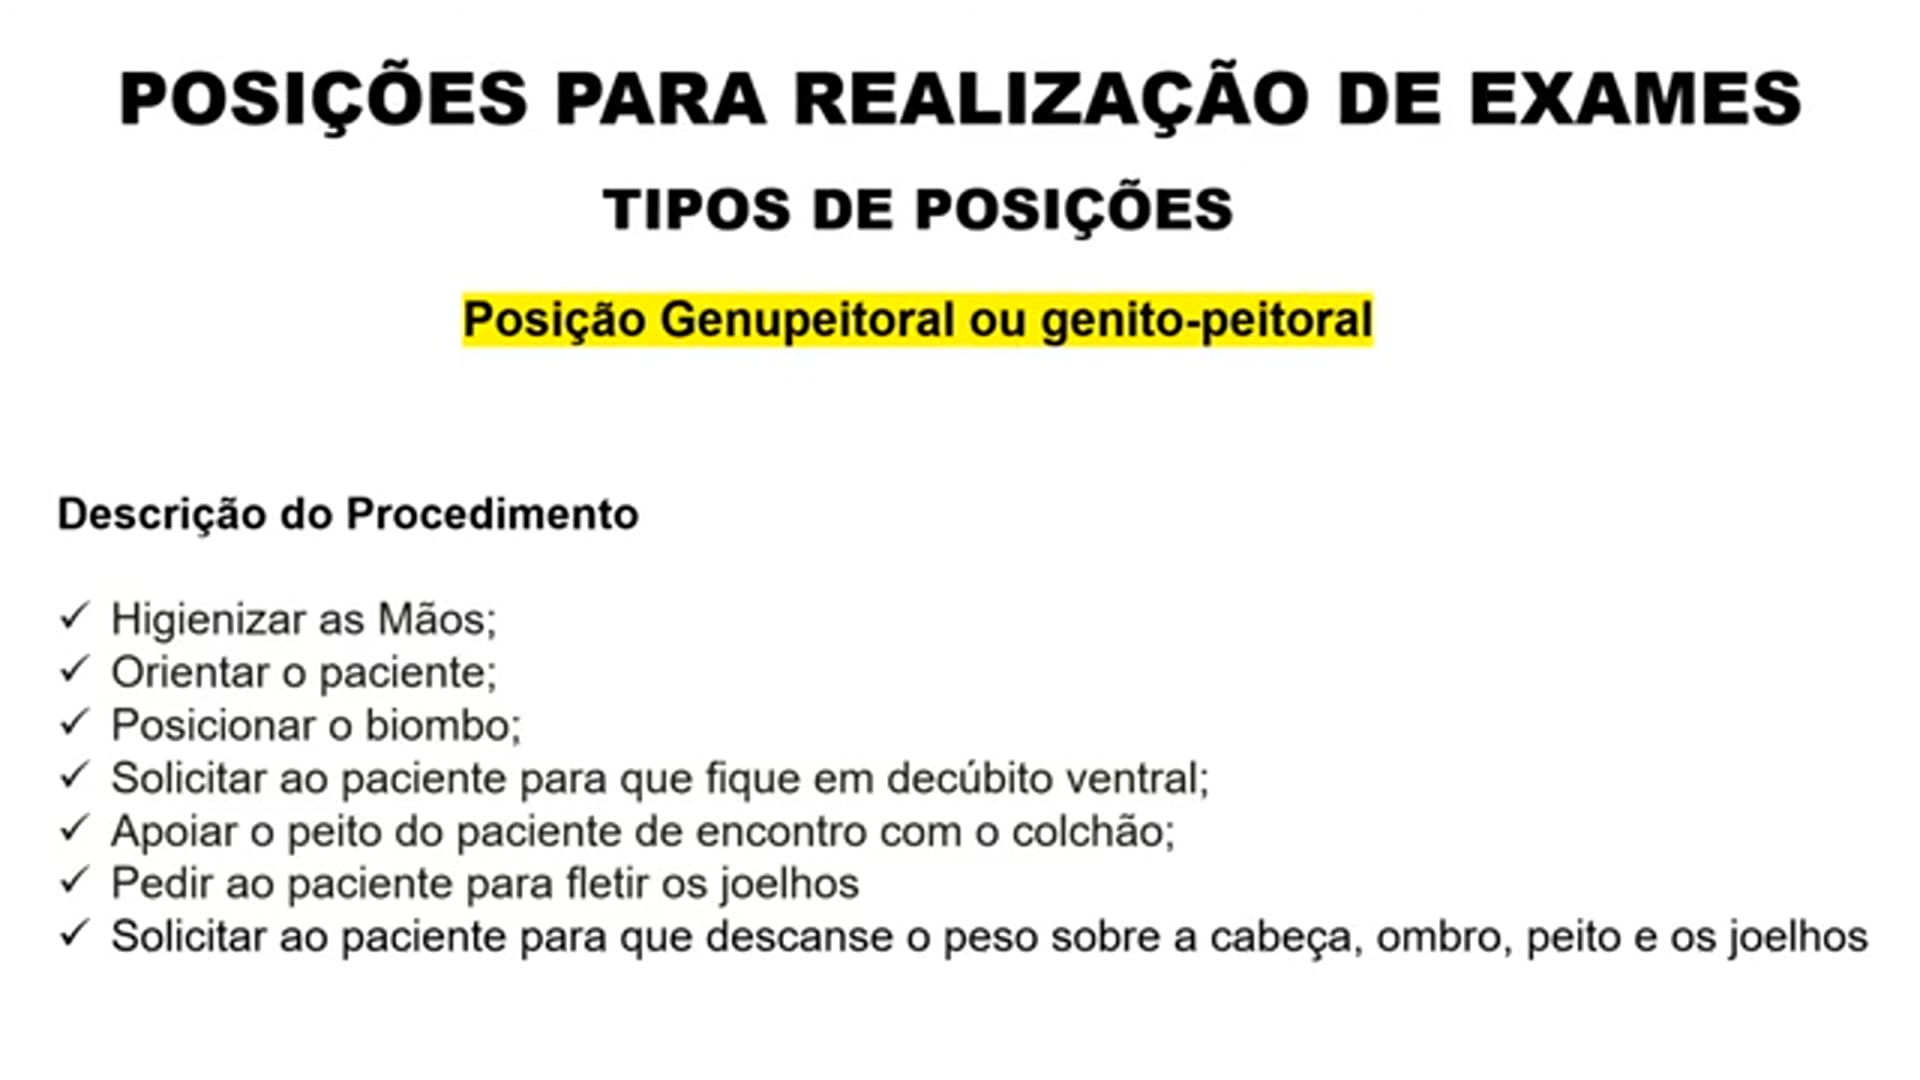 POSIÇÕES PARA REALIZAÇÃO DE EXAMES
TIPOS DE POSIÇÕES
Posição Genupeitoral ou genito-peitoral
Descrição do Procedimento
✓ Higienizar as Mãos;
✓ Orientar o paciente;
✓ Posicionar o biombo;
✓ Solicitar ao paciente para que fique em decúbito ventral;
✓ Apoiar o peito do paciente de encontro com o colchão;
✓ Pedir ao paciente para fletir os joelhos
✓ Solicitar ao paciente para que descanse o peso sobre a cabeça, ombro, peito e os joelhos